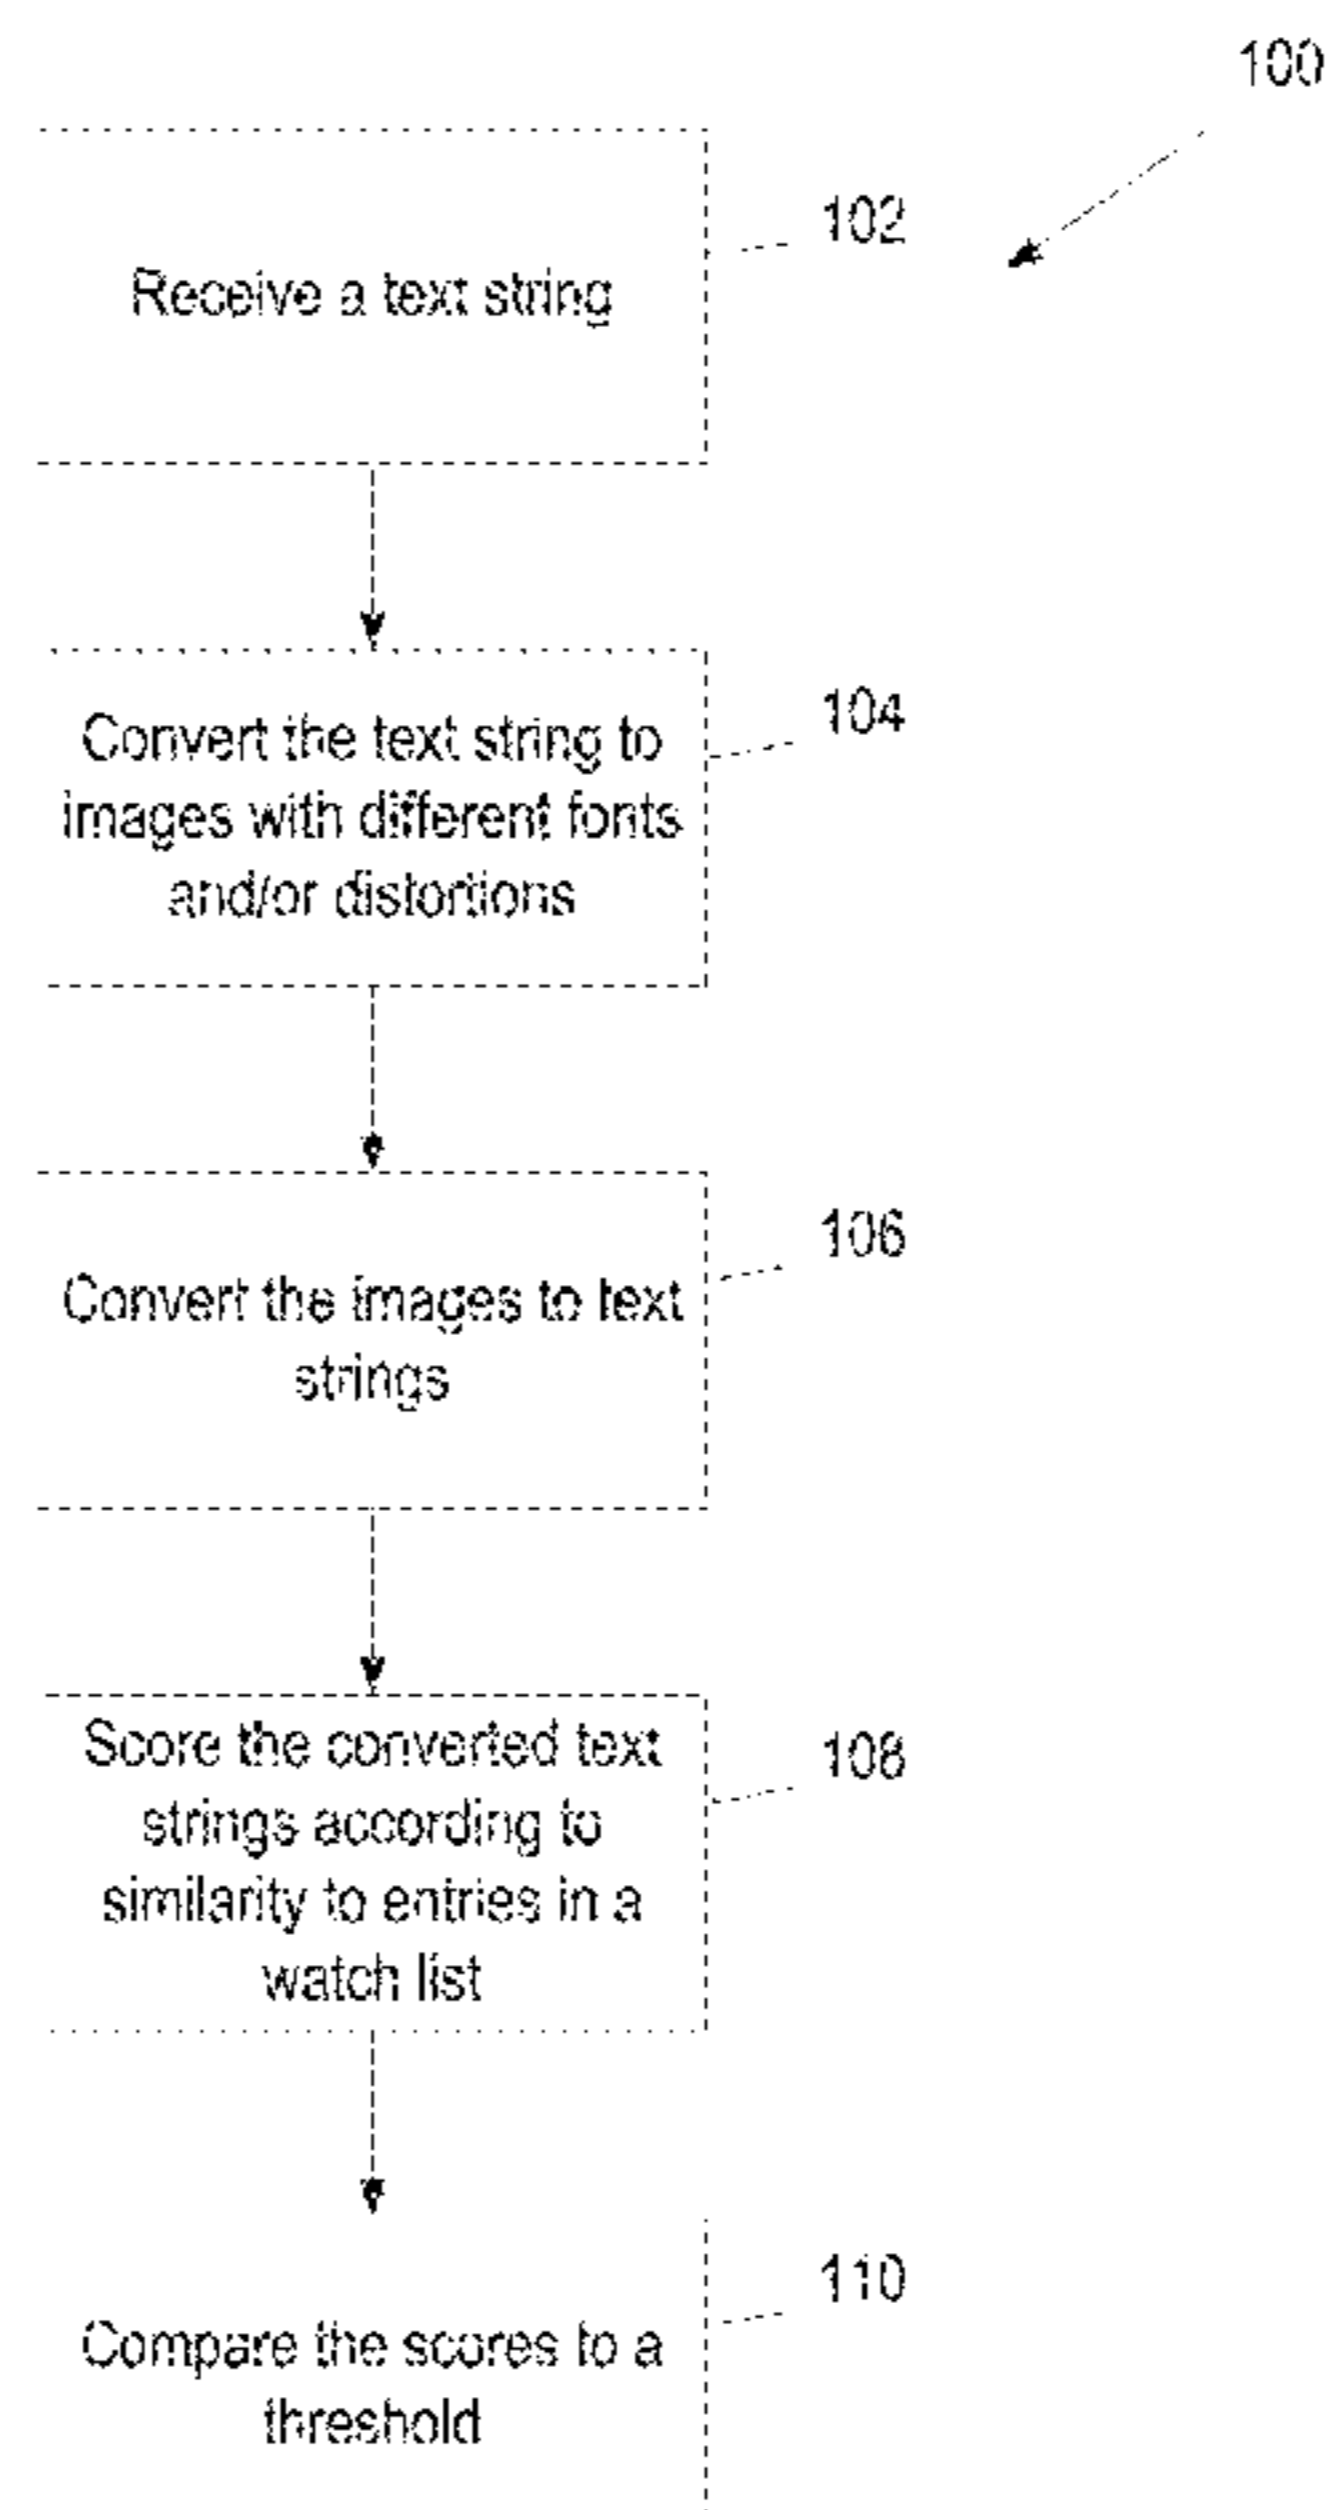 100
102
Receive a text string
104
Convert the text string to
images with different fonts
and/or distortions
106
Convert the images to text
strings
108
Score the converted text
strings according to
similarity to entries in a
watch list
110
Compare the scores to a
threshold